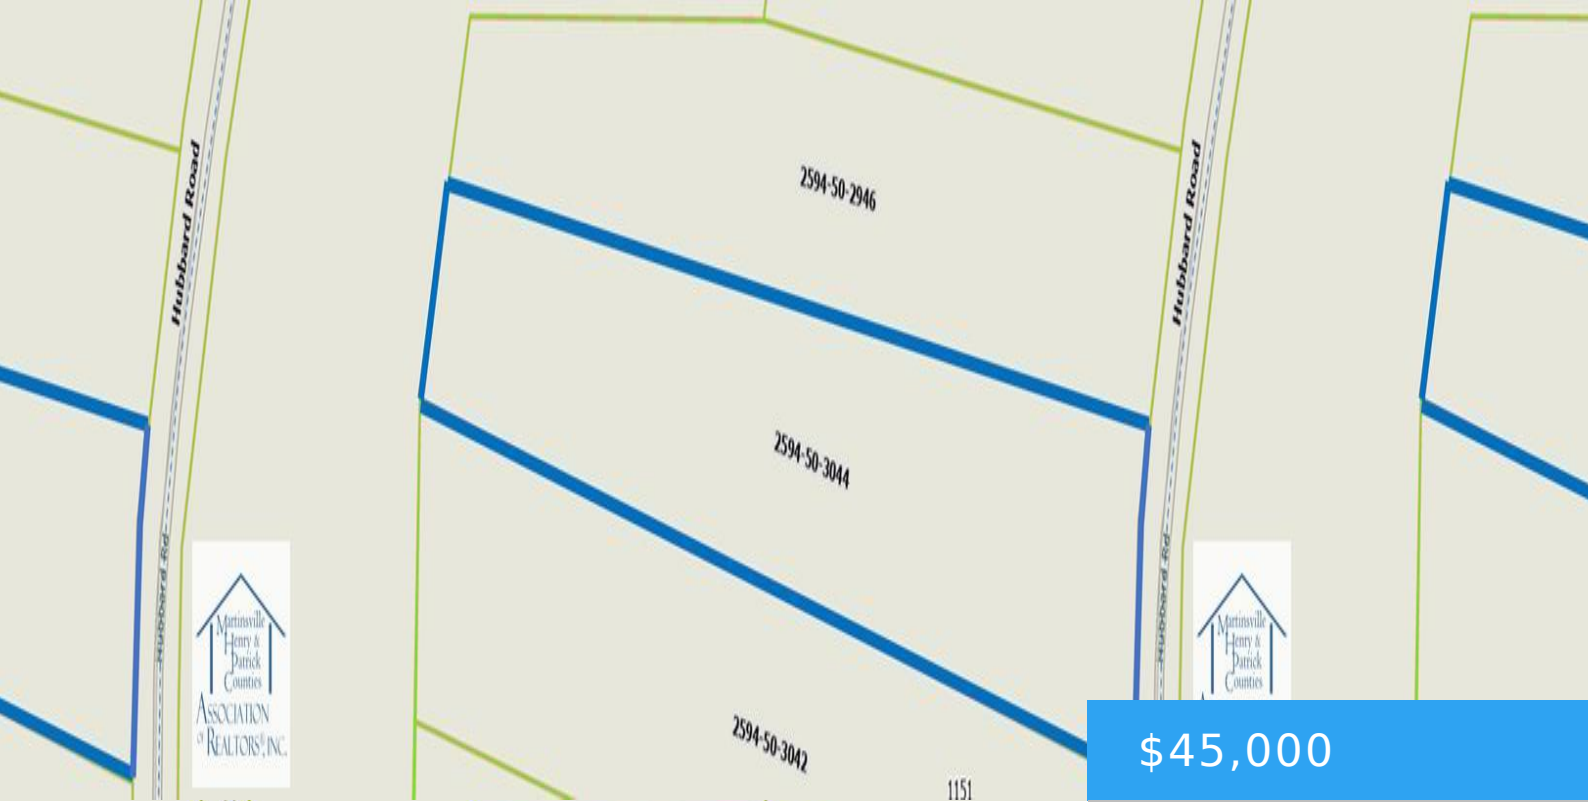 Hubbard Road
Hubbard Rd
Martinsville
Henry &
Patrick
Counties
ASSOCIATION
OF REALTORS®, INC.
2594-50-2946
2594-50-3044
2594-50-3042
1151
Hubbard Road
Hubbard Rd
Martinsville
Henry &
Patrick
Counties
$45,000